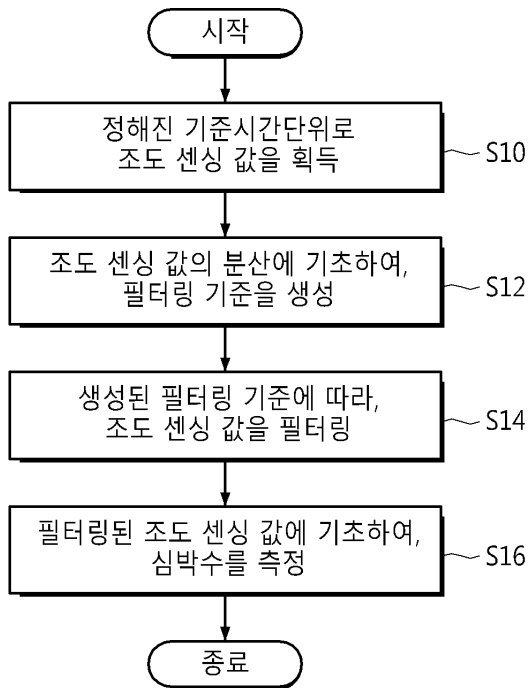 시작
정해진 기준시간단위로
조도 센싱 값을 획득
S10
조도 센싱 값의 분산에 기초하여,
필터링 기준을 생성
S12
생성된 필터링 기준에 따라,
조도 센싱 값을 필터링
S14
필터링된 조도 센싱 값에 기초하여,
심박수를 측정
S16
종료